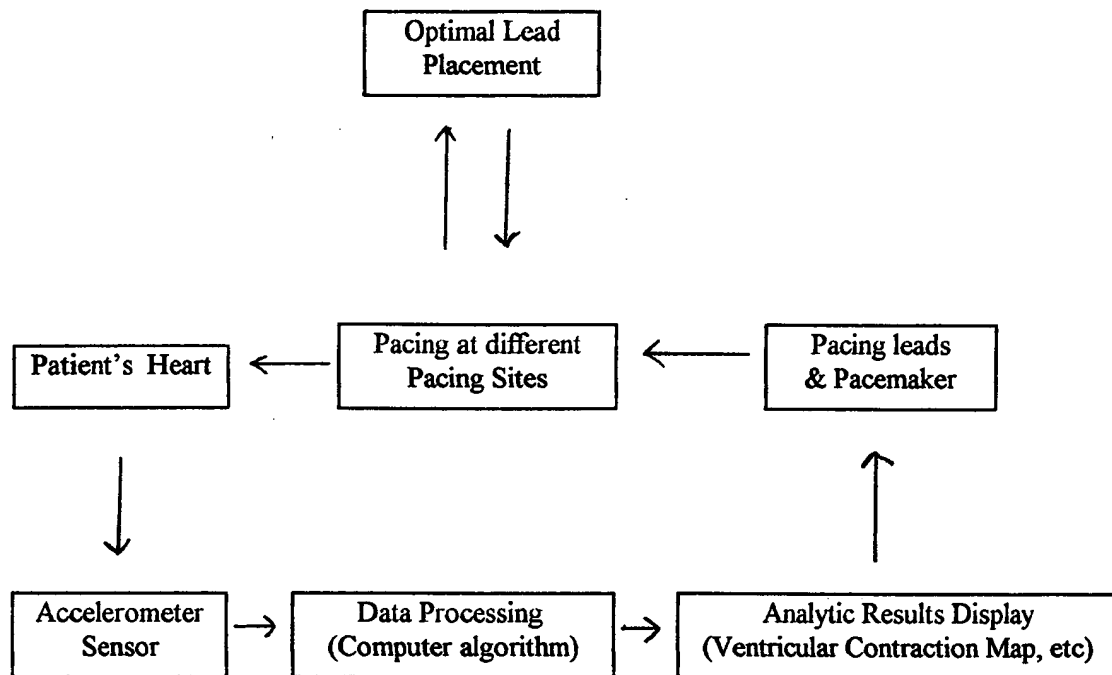 Optimal Lead
Placement
Patient's Heart
Pacing at different
Pacing Sites
Pacing leads
& Pacemaker
Accelerometer
Sensor
Data Processing
(Computer algorithm)
Analytic Results Display
(Ventricular Contraction Map, etc)